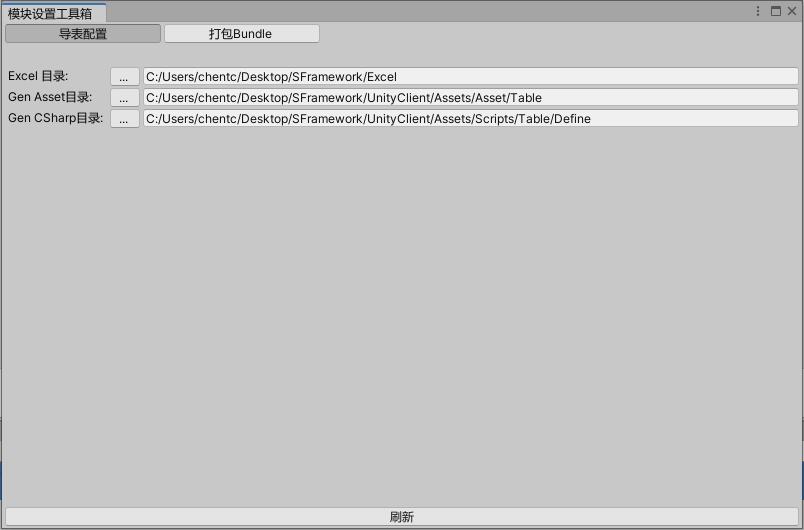 模块设置工具箱
导表配置 打包Bundle
Excel 目录: ... C:/Users/chentc/Desktop/SFramework/Excel
Gen Asset目录: ... C:/Users/chentc/Desktop/SFramework/UnityClient/Assets/Asset/Table
Gen CSharp目录: ... C:/Users/chentc/Desktop/SFramework/UnityClient/Assets/Scripts/Table/Define
刷新